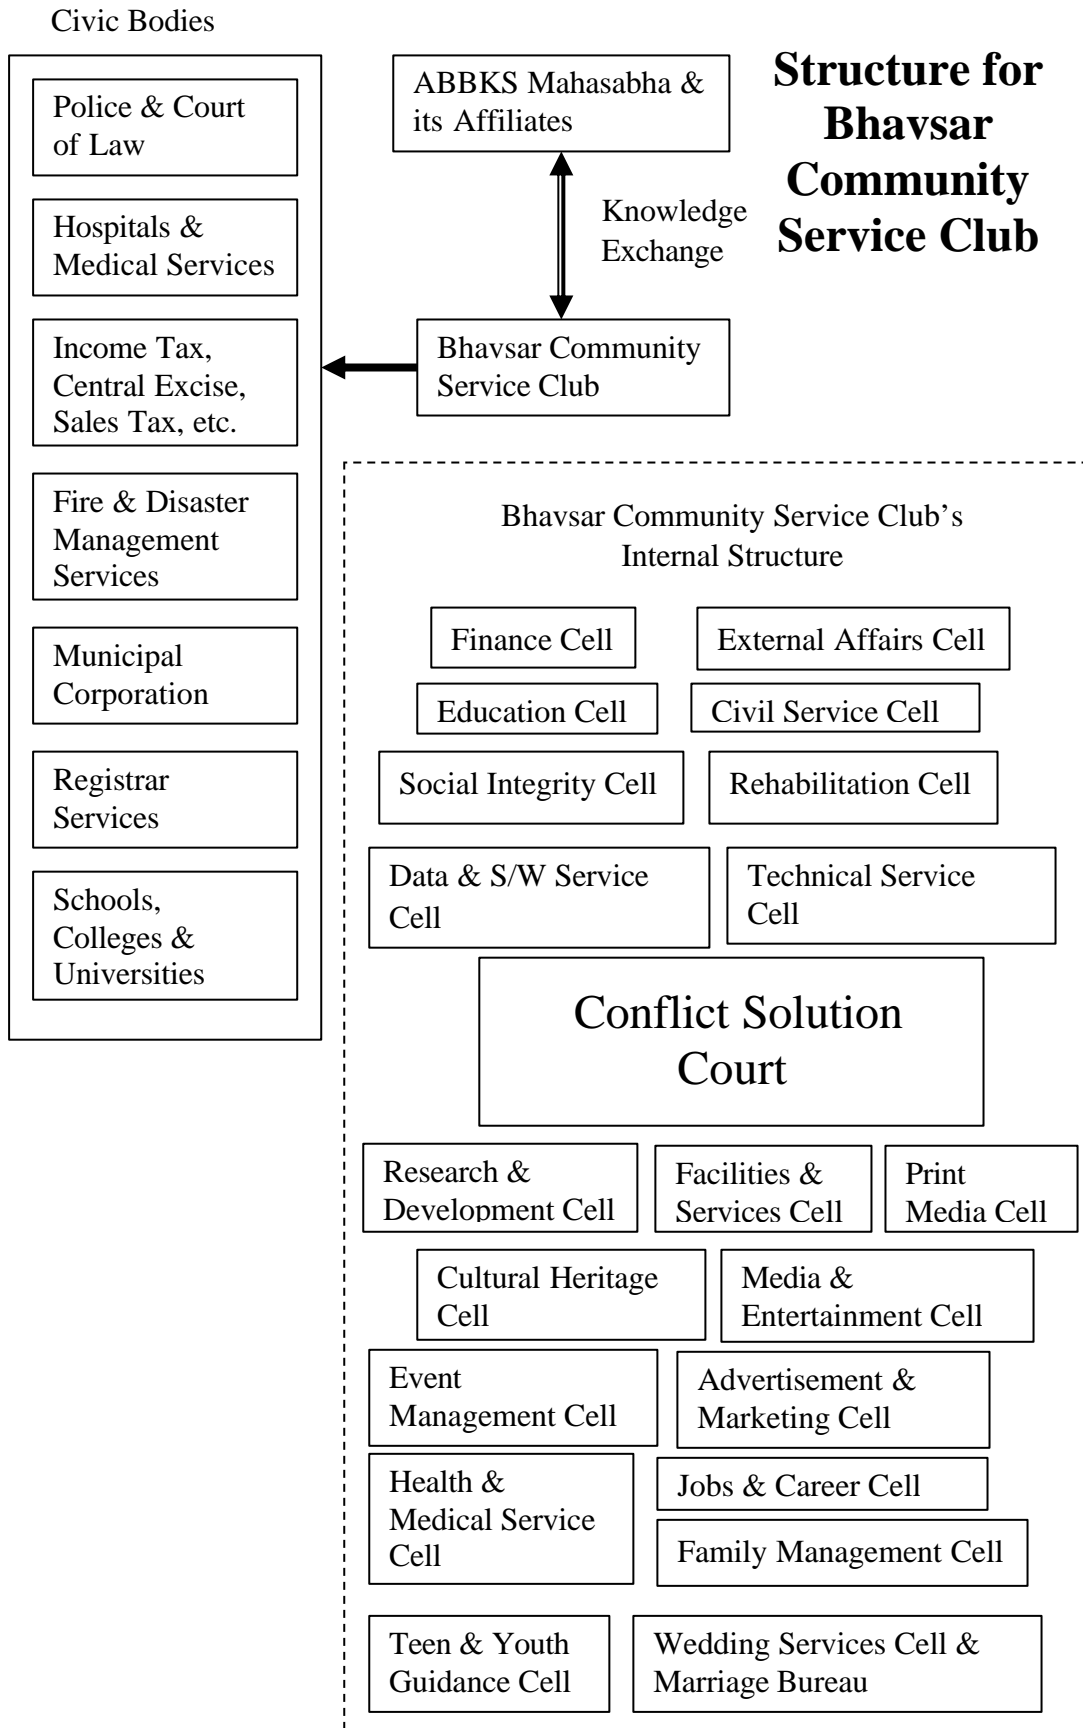 Civic Bodies
Police & Court
of Law
Hospitals &
Medical Services
Income Tax,
Central Excise,
Sales Tax, etc.
Fire & Disaster
Management
Services
Municipal
Corporation
Registrar
Services
Schools,
Colleges &
Universities
ABBKS Mahasabha &
its Affiliates
Knowledge
Exchange
Bhavsar Community
Service Club
Structure for
Bhavsar
Community
Service Club
Bhavsar Community Service Club’s
Internal Structure
Finance Cell
External Affairs Cell
Education Cell
Civil Service Cell
Social Integrity Cell
Rehabilitation Cell
Data & S/W Service
Cell
Technical Service
Cell
Conflict Solution
Court
Research &
Development Cell
Facilities &
Services Cell
Print
Media Cell
Cultural Heritage
Cell
Media &
Entertainment Cell
Event
Management Cell
Advertisement &
Marketing Cell
Health &
Medical Service
Cell
Jobs & Career Cell
Family Management Cell
Teen & Youth
Guidance Cell
Wedding Services Cell &
Marriage Bureau